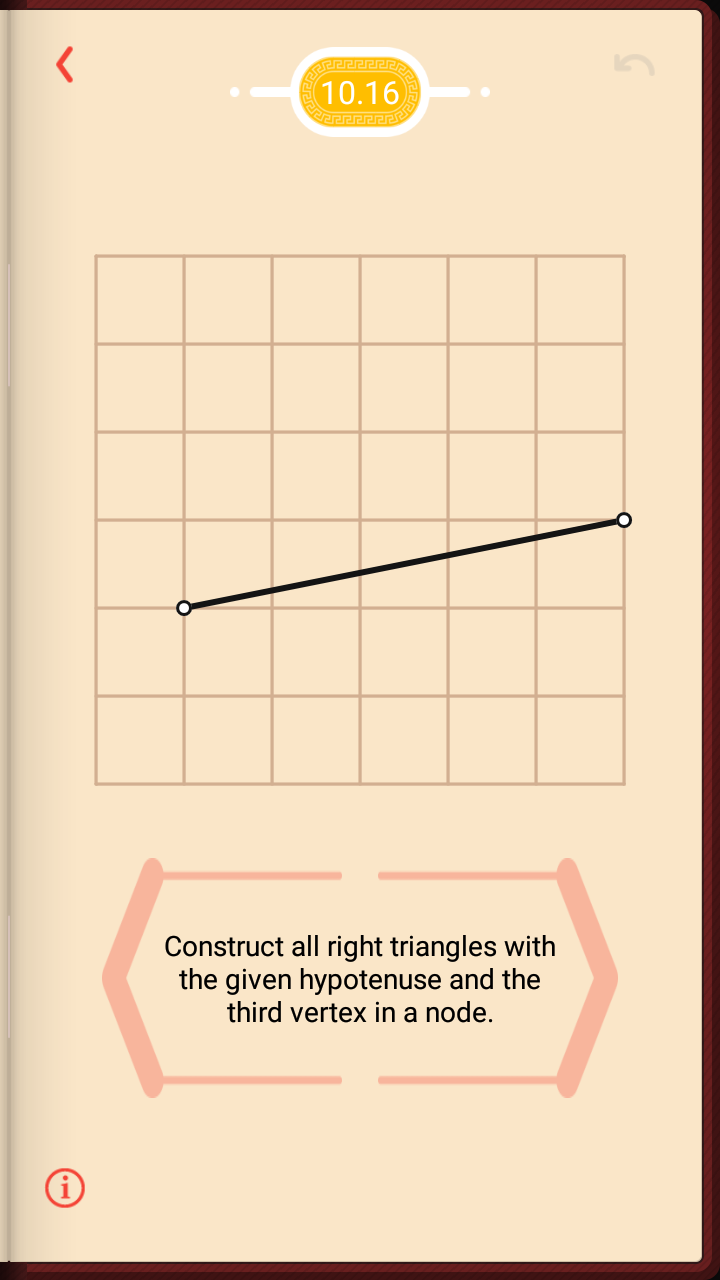 10.16
Construct all right triangles with
the given hypotenuse and the
third vertex in a node.
i